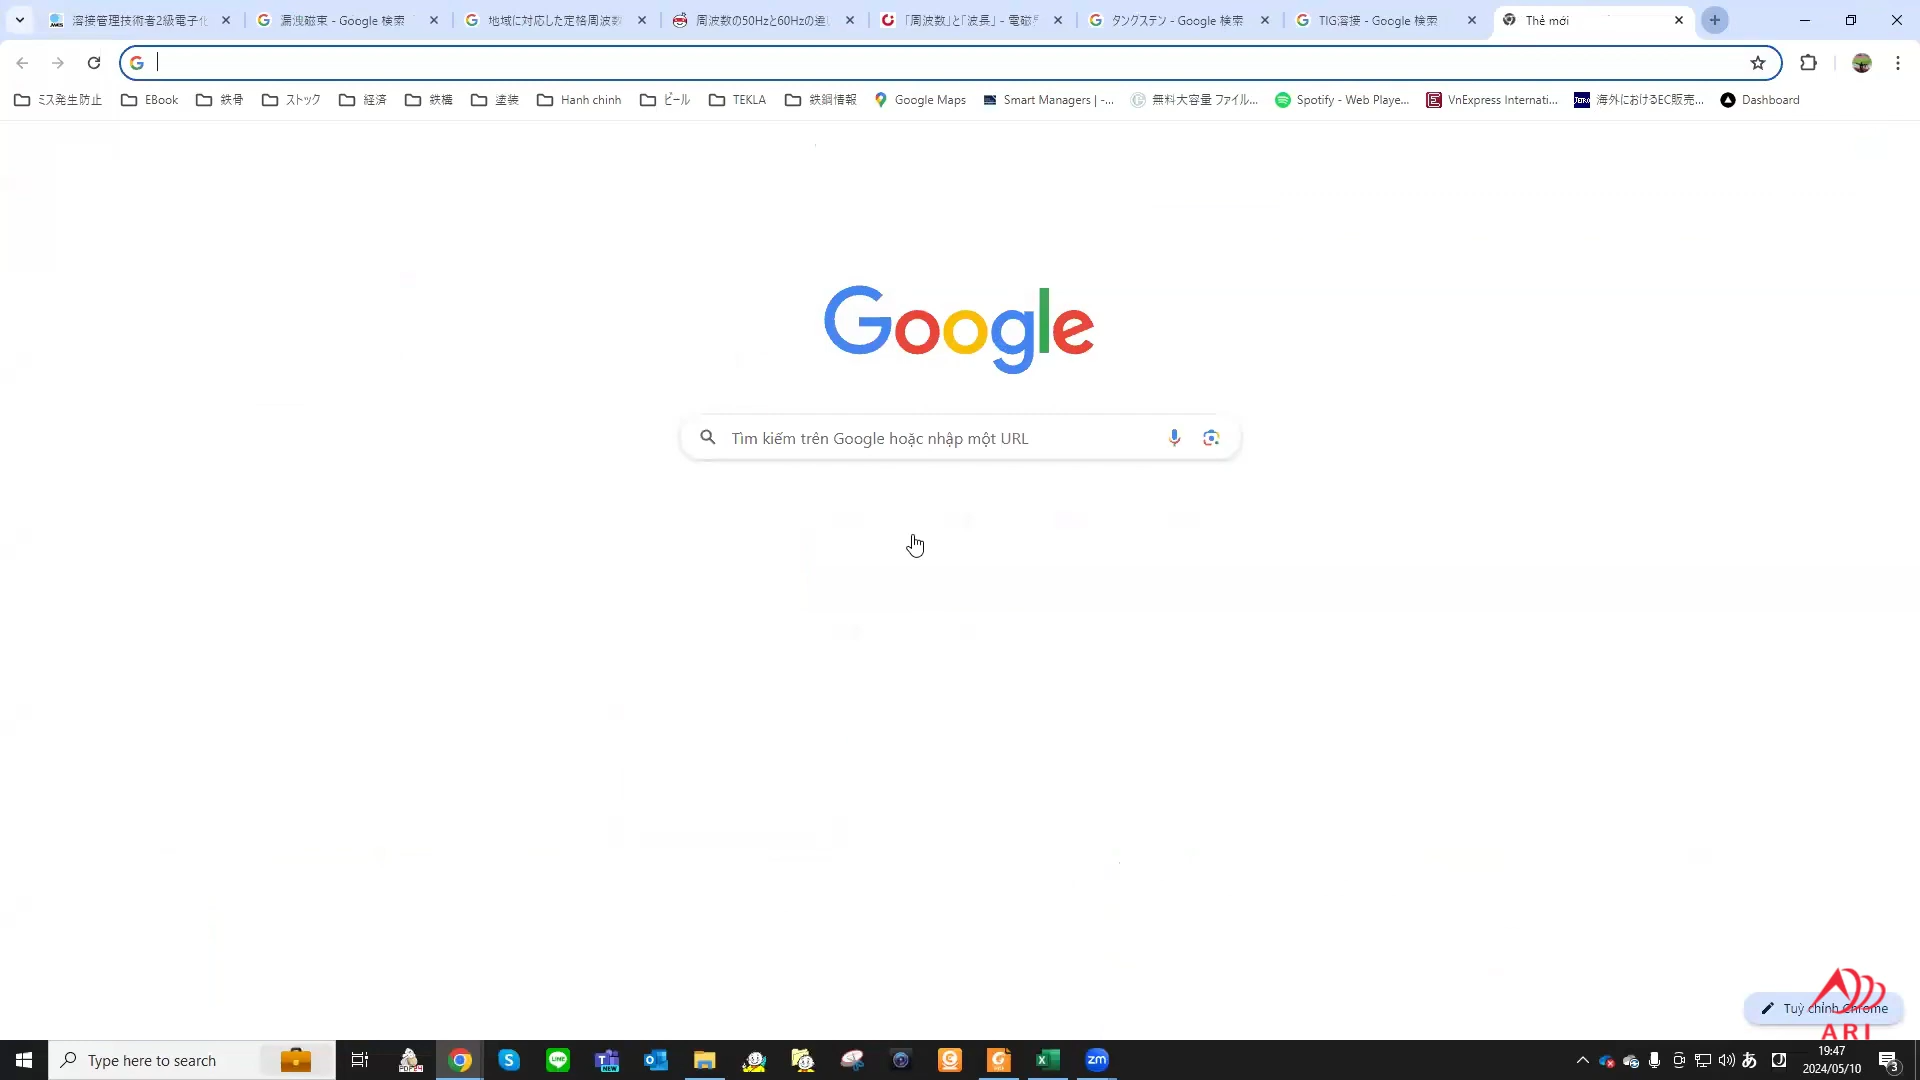 溶接管理技術者2級電子化
漏洩磁束 - Google 検索
地域に対応した定格周波数
周波数の50Hzと60Hzの違い
「周波数」と「波長」 - 電磁
タングステン - Google 検索
TIG溶接 - Google 検索
Thẻ mới
ミス発生防止
EBook
鉄骨
ストック
経済
鉄構
塗装
Hanh chinh
ビール
TEKLA
鉄鋼情報
Google Maps
Smart Managers | -...
無料大容量 ファイル...
Spotify - Web Playe...
VnExpress Internati...
海外におけるEC販売...
Dashboard
Google
Tìm kiếm trên Google hoặc nhập một URL
Tuỳ chỉnh Chrome
ARI
Type here to search
19:47
2024/05/10